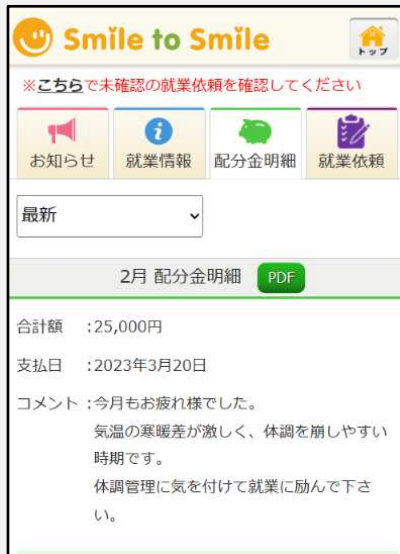 Smile to Smile
トップ
※こちらで未確認の就業依頼を確認してください
お知らせ 就業情報 配分金明細 就業依頼
最新
2月 配分金明細 PDF
合計額 :25,000円
支払日 :2023年3月20日
コメント :今月もお疲れ様でした。
気温の寒暖差が激しく、体調を崩しやすい
時期です。
体調管理に気を付けて就業に励んで下さ
い。